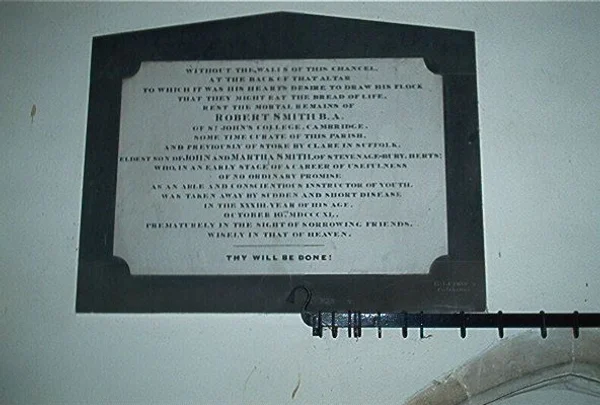 WITHOUT THE WALLS OF THIS CHANCEL,
AT THE BACK OF THAT ALTAR
TO WHICH IT WAS HIS HEARTS DESIRE TO DRAW HIS FLOCK
THAT THEY MIGHT EAT THE BREAD OF LIFE,
REST THE MORTAL REMAINS OF
ROBERT SMITH B.A.
OF ST JOHN'S COLLEGE, CAMBRIDGE,
SOME TIME CURATE OF THIS PARISH,
AND PREVIOUSLY OF STOKE BY CLARE IN SUFFOLK,
ELDEST SON OF JOHN AND MARTHA SMITH, OF STEVENAGE-BURY, HERTS:
WHO, IN AN EARLY STAGE OF A CAREER OF USEFULNESS
OF NO ORDINARY PROMISE
AS AN ABLE AND CONSCIENTIOUS INSTRUCTOR OF YOUTH,
WAS TAKEN AWAY BY SUDDEN AND SHORT DISEASE
IN THE XXXIII, YEAR OF HIS AGE,
OCTOBER 10TH MDCCCXL,
PREMATURELY IN THE SIGHT OF SORROWING FRIENDS,
WISELY IN THAT OF HEAVEN.
THY WILL BE DONE!